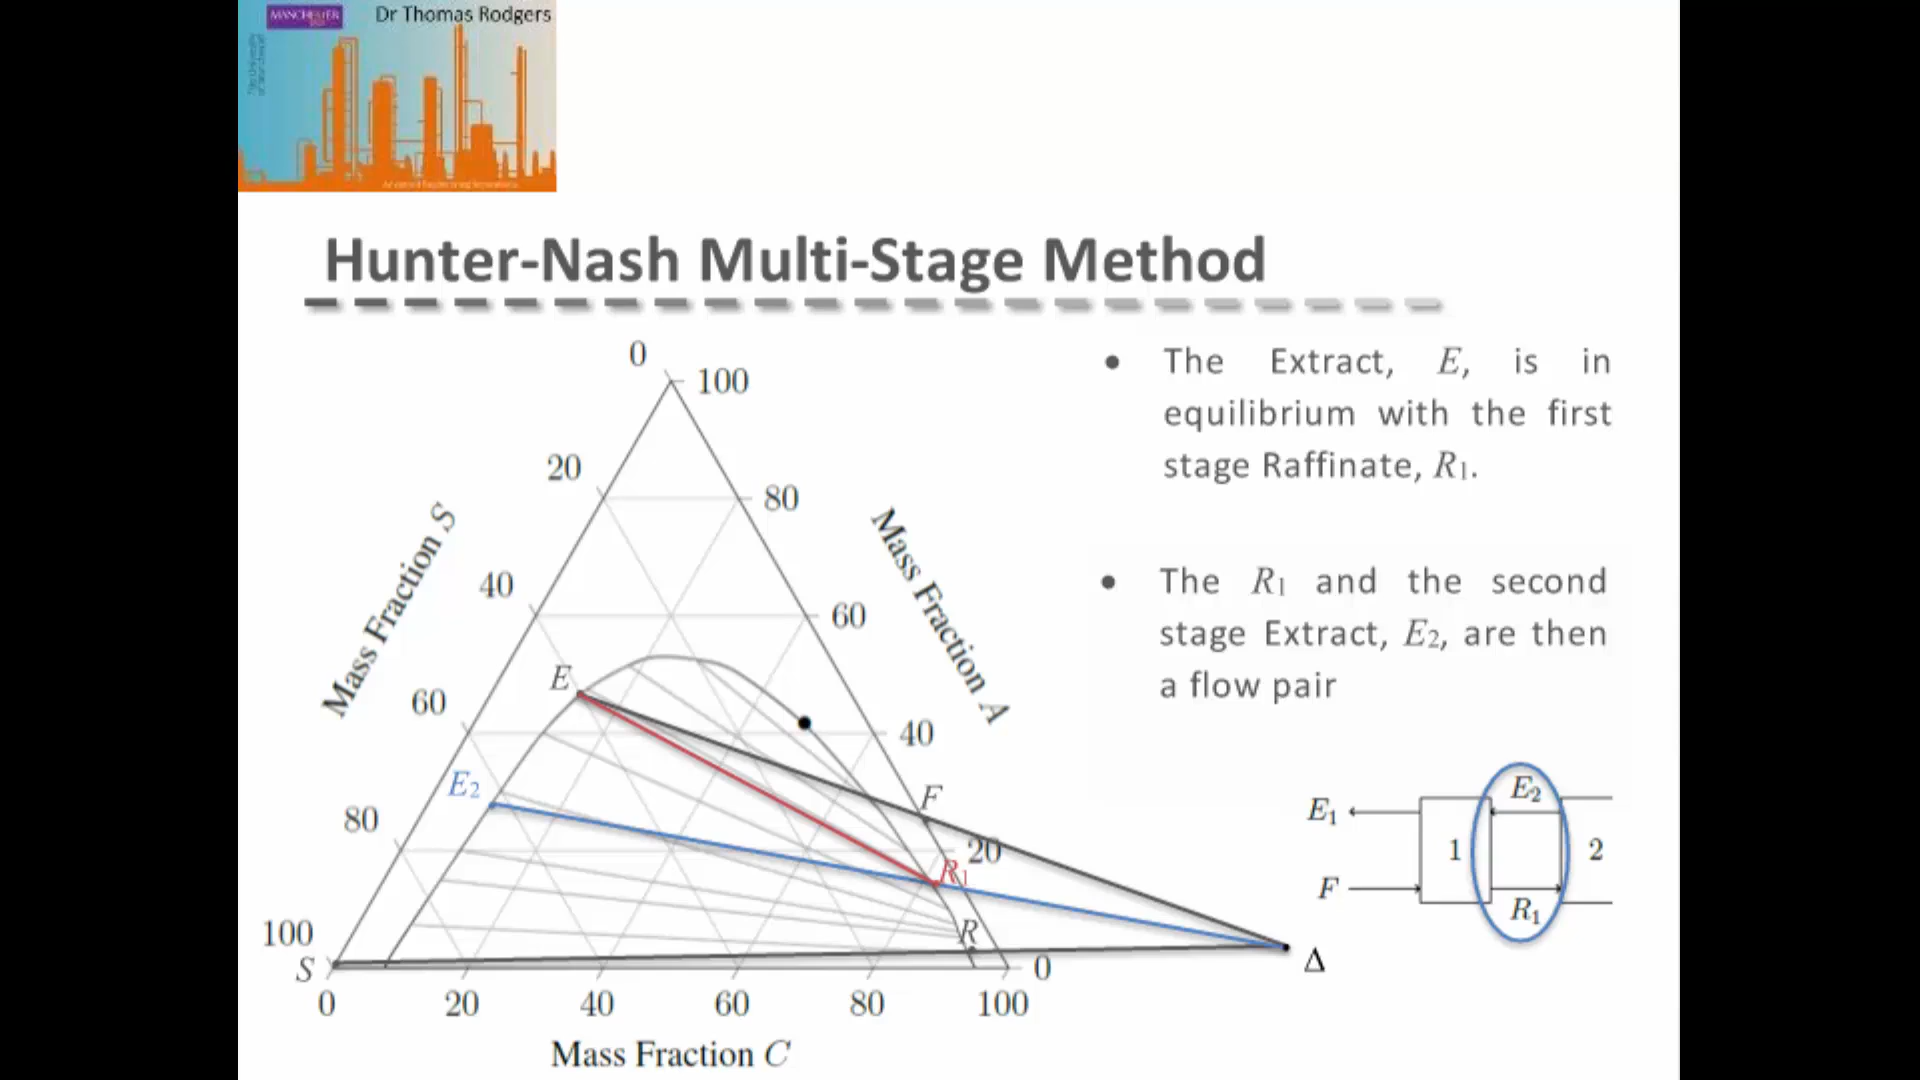 MANCHESTER
Dr Thomas Rodgers
Hunter-Nash Multi-Stage Method
The Extract, E, is in
equilibrium with the first
stage Raffinate, R1.
The R1 and the second
stage Extract, E2, are then
a flow pair
0
100
20
80
40
60
60
40
80
20
100
0
Mass Fraction S
Mass Fraction A
E
E2
F
R1
R
S
Δ
0
20
40
60
80
100
Mass Fraction C
E1
E2
1
2
F
R1